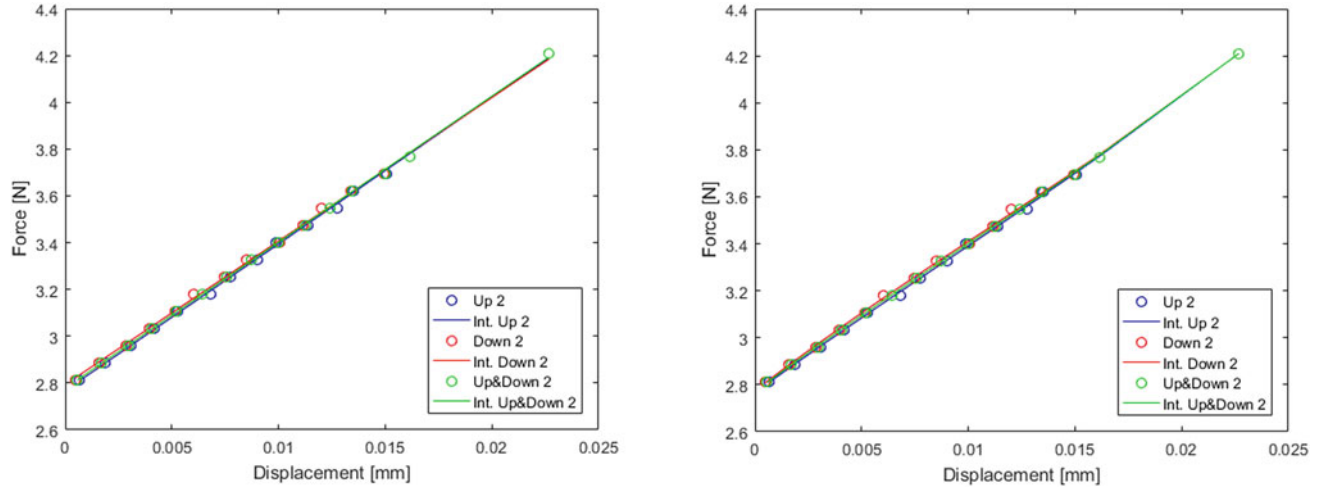 4.4
4.2
4
3.8
3.6
3.4
3.2
3
2.8
2.6
Force [N]
0 0.005 0.01 0.015 0.02 0.025
Displacement [mm]
Up 2
Int. Up 2
Down 2
Int. Down 2
Up&Down 2
Int. Up&Down 2
4.4
4.2
4
3.8
3.6
3.4
3.2
3
2.8
2.6
Force [N]
0 0.005 0.01 0.015 0.02 0.025
Displacement [mm]
Up 2
Int. Up 2
Down 2
Int. Down 2
Up&Down 2
Int. Up&Down 2